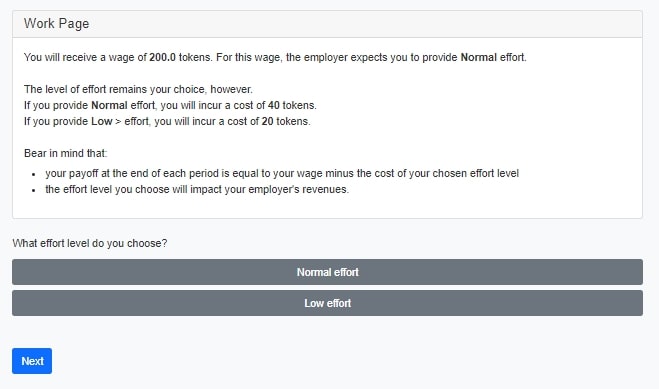 Work Page
You will receive a wage of 200.0 tokens. For this wage, the employer expects you to provide Normal effort.
The level of effort remains your choice, however.
If you provide Normal effort, you will incur a cost of 40 tokens.
If you provide Low > effort, you will incur a cost of 20 tokens.
Bear in mind that:
• your payoff at the end of each period is equal to your wage minus the cost of your chosen effort level
• the effort level you choose will impact your employer's revenues.
What effort level do you choose?
Normal effort
Low effort
Next